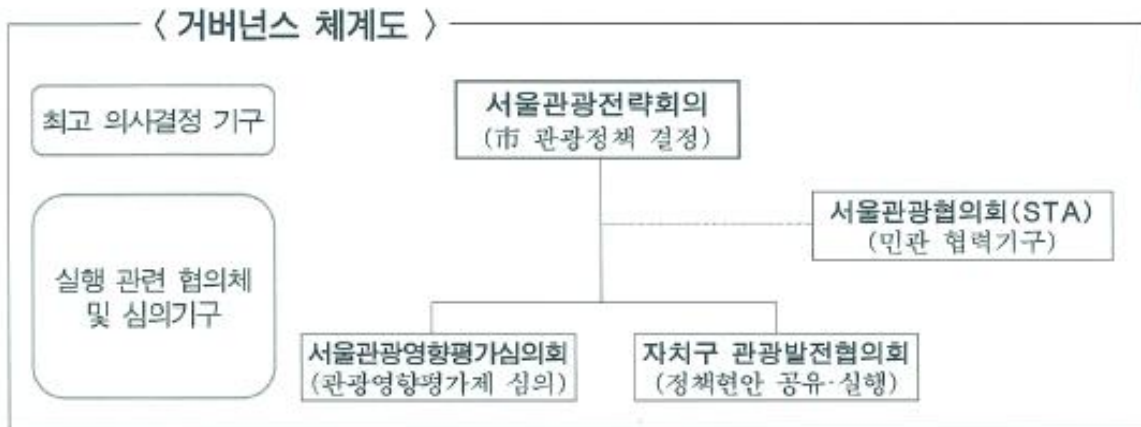 〈 거버넌스 체계도 〉
최고 의사결정 기구
서울관광전략회의
(市 관광정책 결정)
서울관광협의회(STA)
(민관 협력기구)
실행 관련 협의체
및 심의기구
서울관광영향평가심의회
(관광영향평가제 심의)
자치구 관광발전협의회
(정책현안 공유·실행)